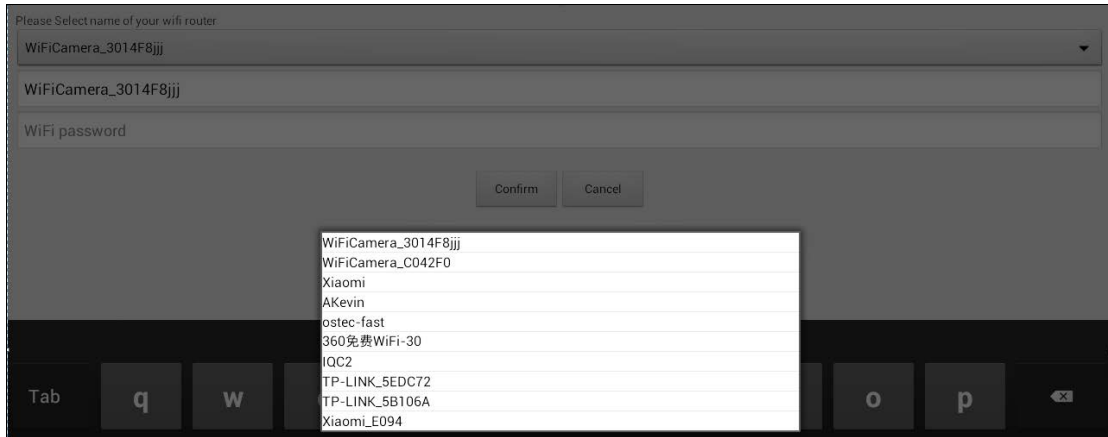 Please Select name of your wifi router
WiFiCamera_3014F8jjj
WiFiCamera_3014F8jjj
WiFi password
Confirm Cancel
WiFiCamera_3014F8jjj
WiFiCamera_C042F0
Xiaomi
AKevin
ostec-fast
360免费WiFi-30
IQC2
TP-LINK_5EDC72
TP-LINK_5B106A
Xiaomi_E094
Tab q w o p